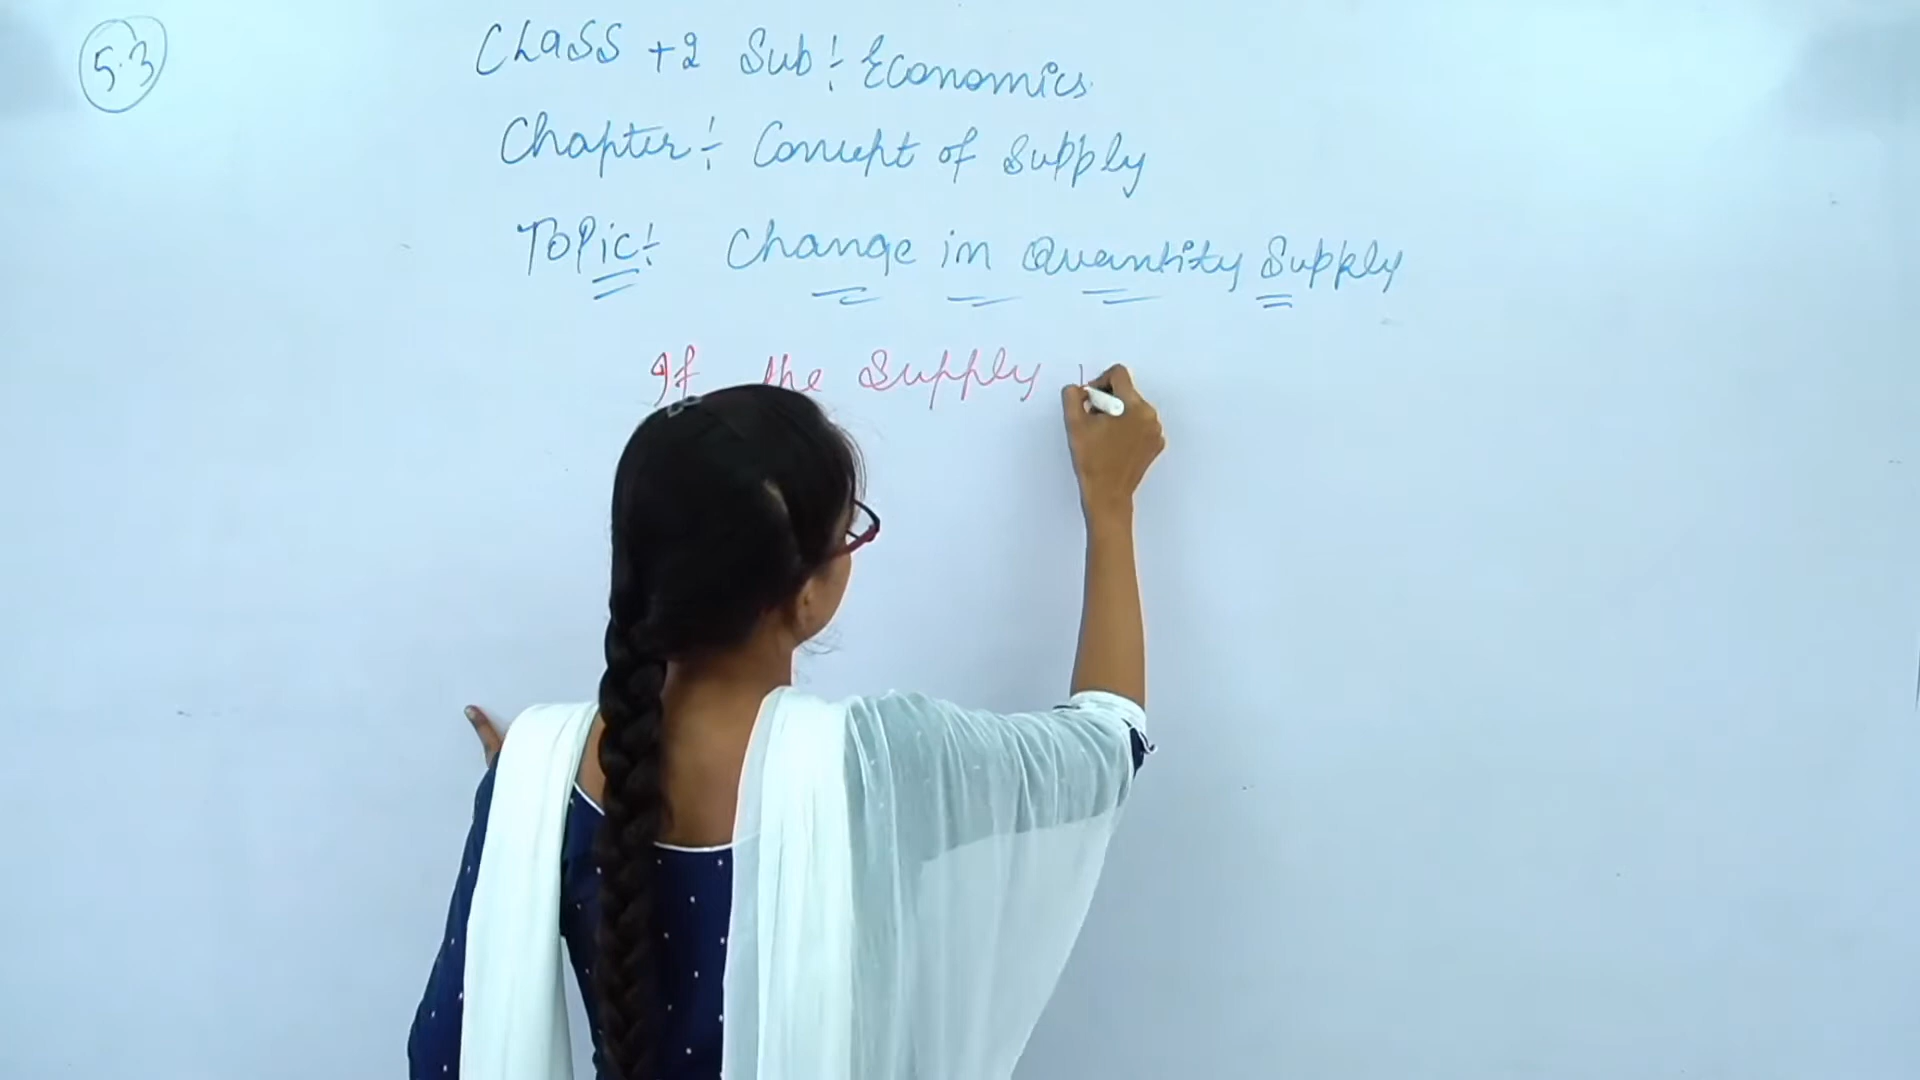 5.3
CLASS +2 Sub:- Economics
Chapter:- Concept of Supply
Topic:- Change in Quantity Supply
If the Supply